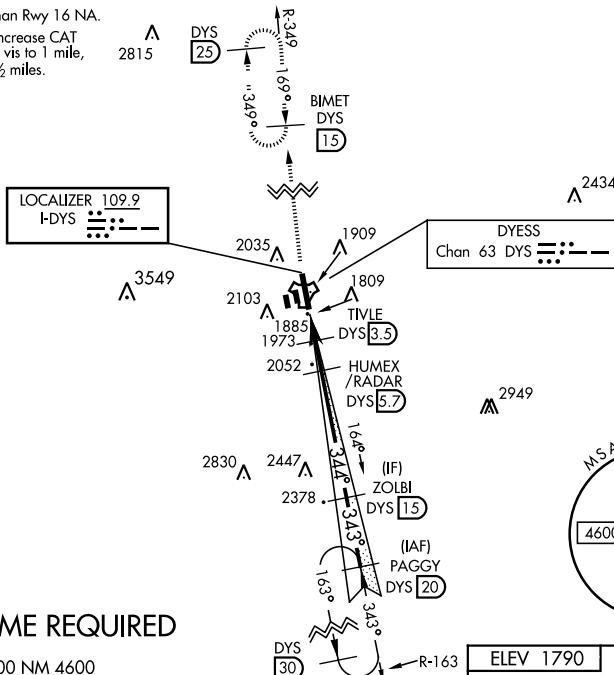 an Rwy 16 NA.
ncrease CAT
vis to 1 mile,
½ miles.
2815
DYS
25
R-349
349°
169°
BIMET
DYS
15
LOCALIZER 109.9
I-DYS
2434
DYESS
Chan 63 DYS
2035
1909
3549
2103
1809
1885
TIVLE
DYS 3.5
1973
2052
HUMEX
/RADAR
DYS 5.7
2949
164°
344°
2830
2447
(IF)
ZOLBI
DYS 15
2378
343°
MSA
4600
(IAF)
PAGGY
DYS 20
163°
343°
ME REQUIRED
DYS
30
R-163
ELEV 1790
00 NM 4600